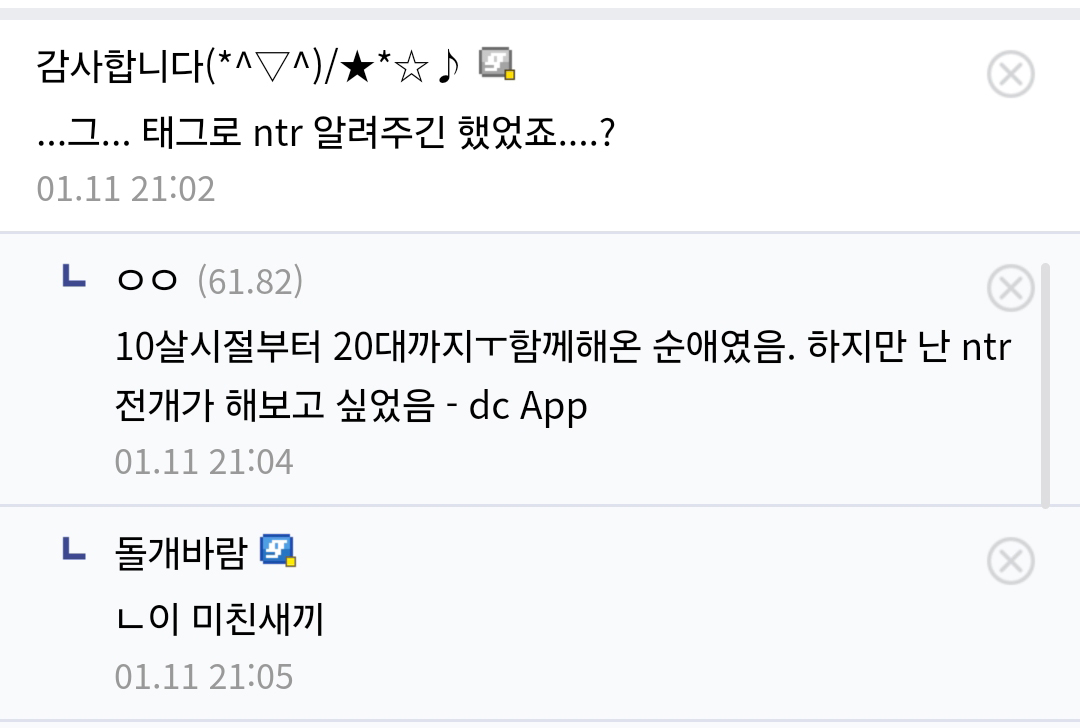 감사합니다(*^▽^)/★*☆♪
...그... 태그로 ntr 알려주긴 했었죠....?
01.11 21:02
ㄴ ㅇㅇ (61.82)
10살시절부터 20대까지ㅜ함께해온 순애였음. 하지만 난 ntr
전개가 해보고 싶었음 - dc App
01.11 21:04
ㄴ 돌개바람
ㄴ이 미친새끼
01.11 21:05